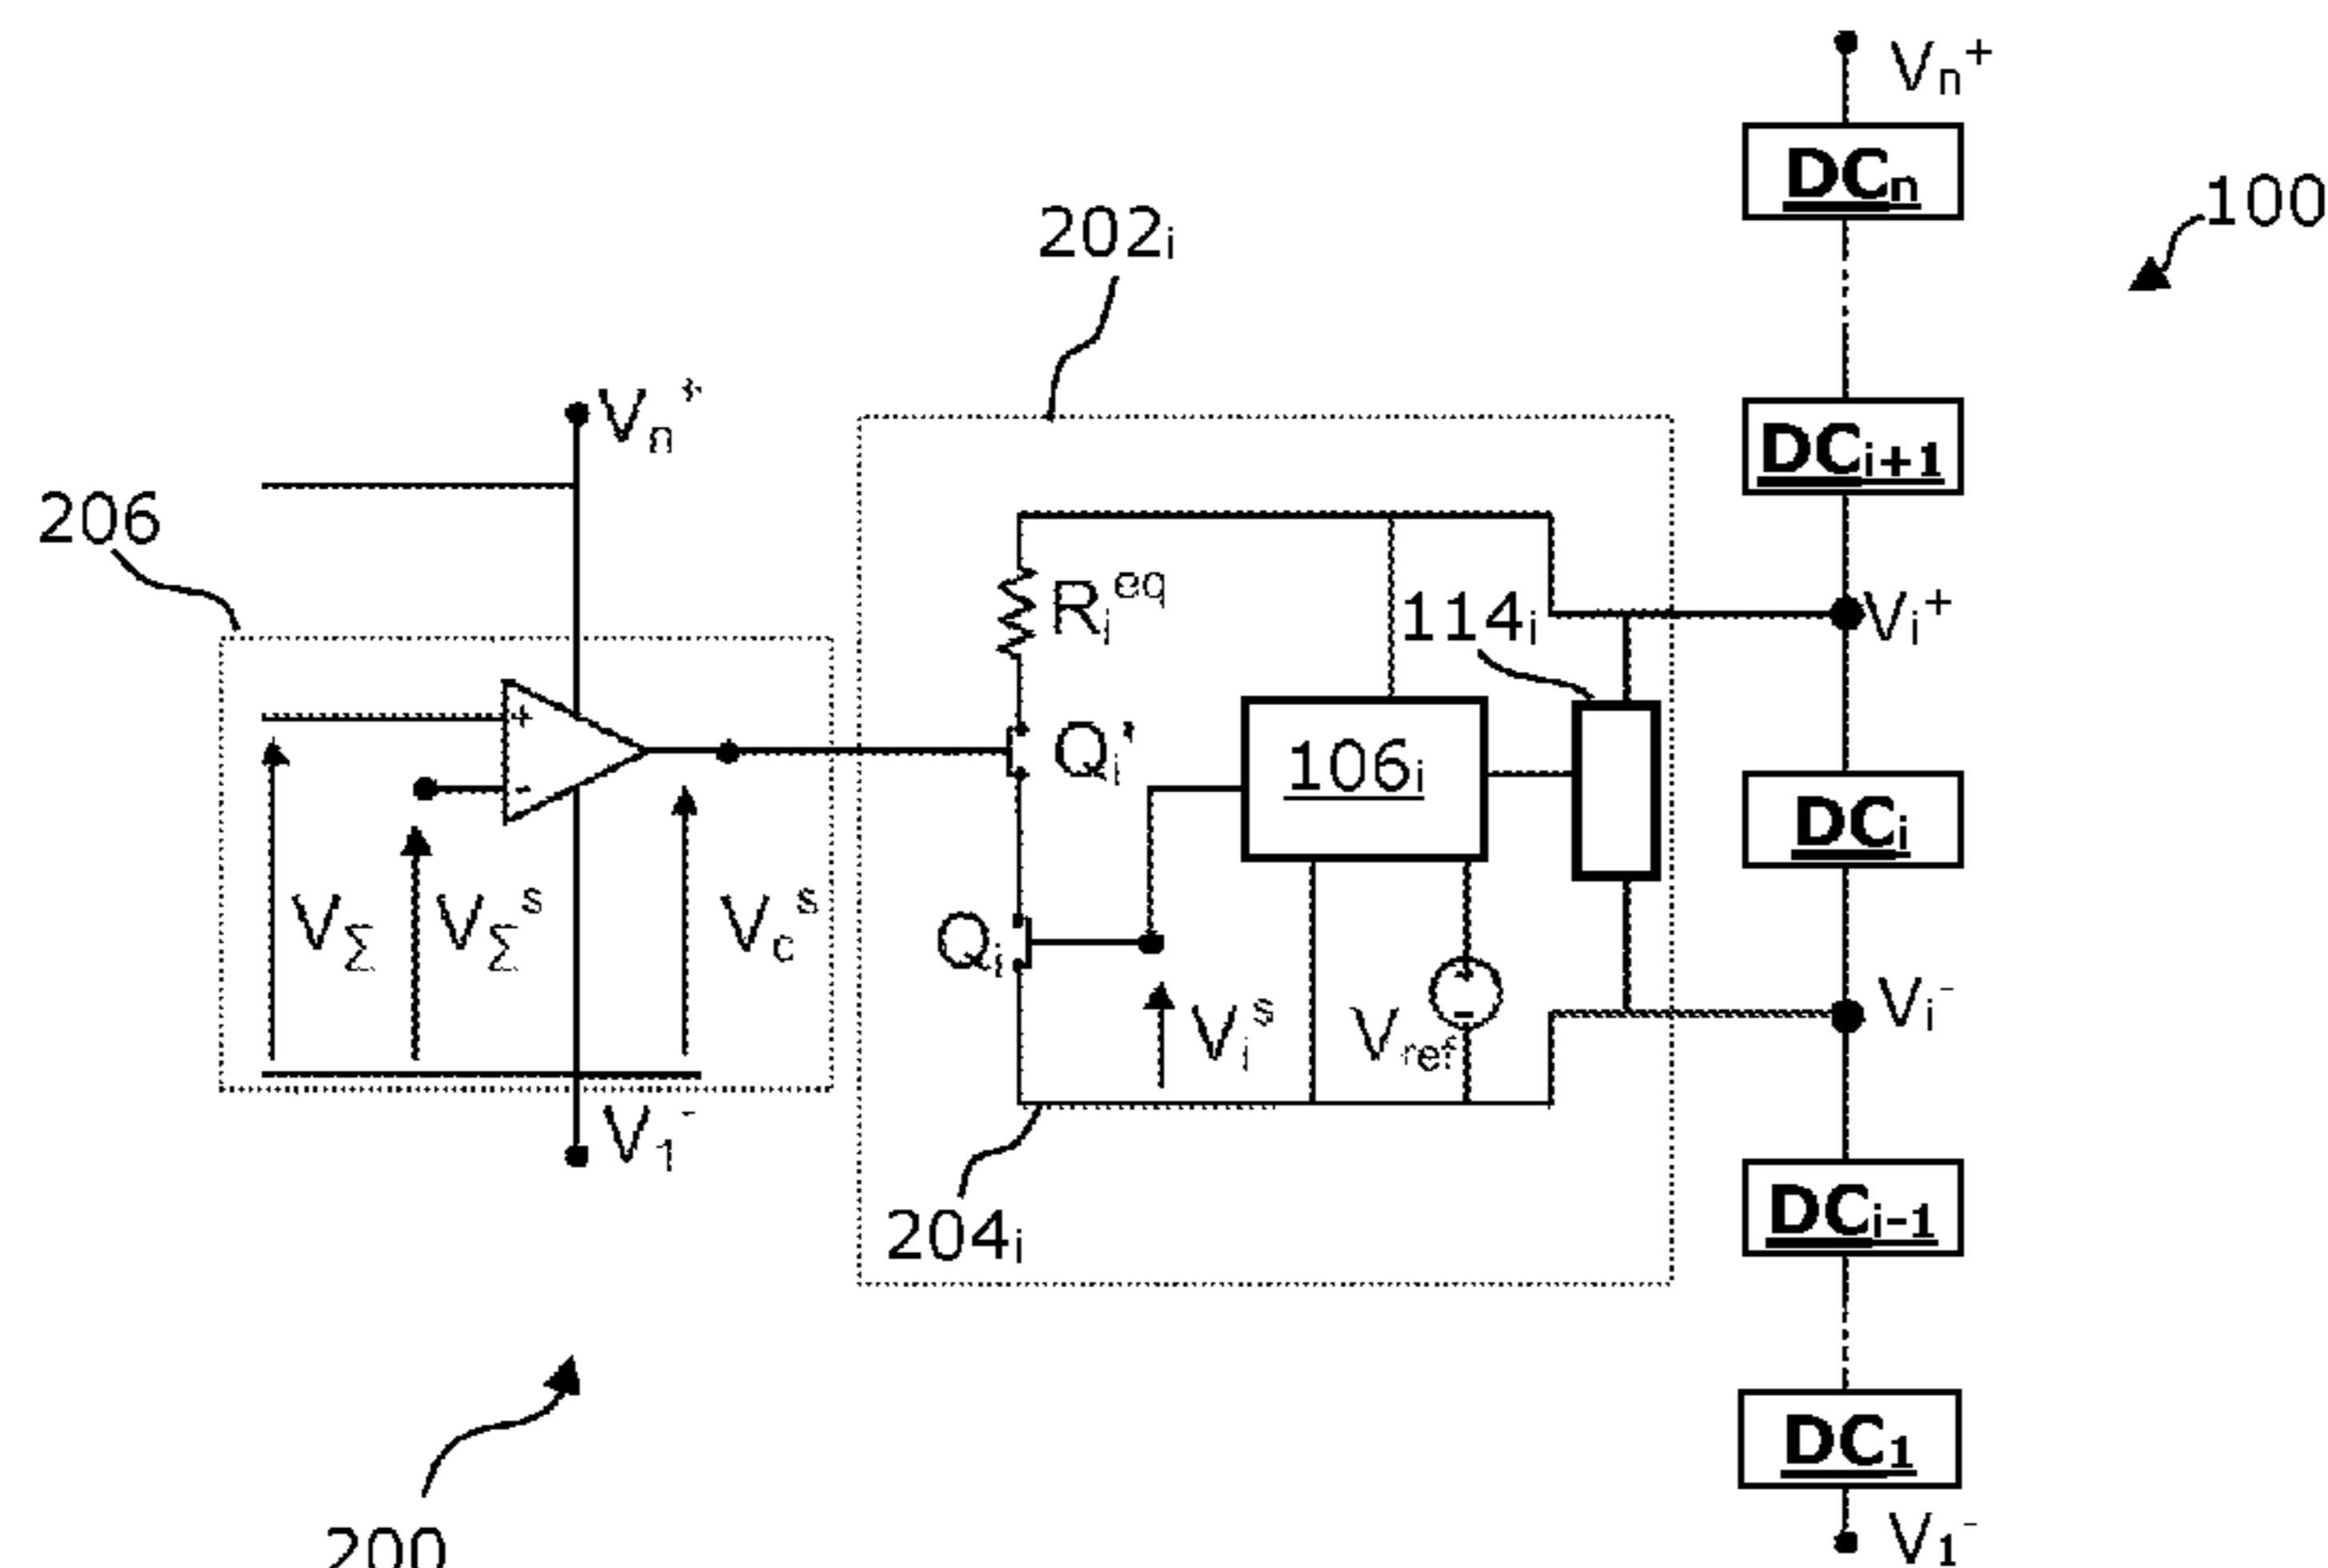 Vn+
DCn
100
202i
Vn+
DCi+1
206
Rieq
114i
Vi+
+
Qi'
106i
-
DCi
VΣ
VΣs
Vcs
Qi
Vis
Vref
+
-
Vi-
V1-
DCi-1
204i
DC1
200
V1-